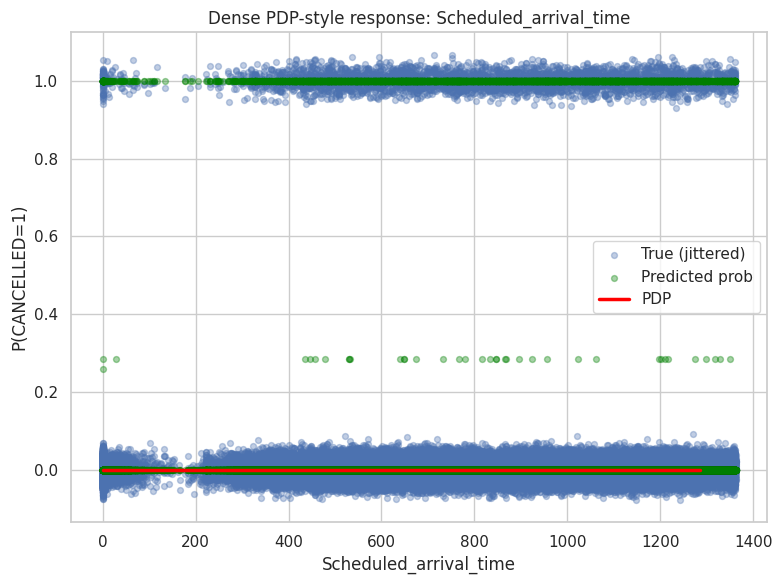 Dense PDP-style response: Scheduled_arrival_time
P(CANCELLED=1)
1.0
0.8
0.6
0.4
0.2
0.0
True (jittered)
Predicted prob
PDP
0 200 400 600 800 1000 1200 1400
Scheduled_arrival_time